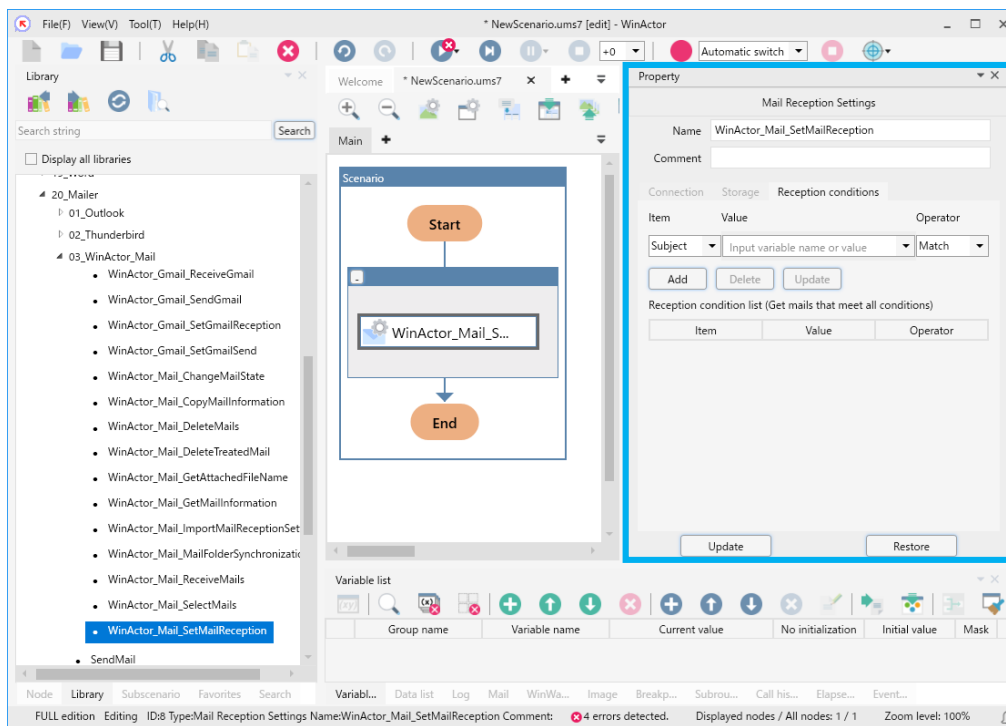 File(F) View(V) Tool(T) Help(H)
* NewScenario.ums7 [edit] - WinActor
+0
Automatic switch
Library
Search string
Search
Display all libraries
20_Mailer
01_Outlook
02_Thunderbird
03_WinActor_Mail
WinActor_Gmail_ReceiveGmail
WinActor_Gmail_SendGmail
WinActor_Gmail_SetGmailReception
WinActor_Gmail_SetGmailSend
WinActor_Mail_ChangeMailState
WinActor_Mail_CopyMailInformation
WinActor_Mail_DeleteMails
WinActor_Mail_DeleteTreatedMail
WinActor_Mail_GetAttachedFileName
WinActor_Mail_GetMailInformation
WinActor_Mail_ImportMailReceptionSet
WinActor_Mail_MailFolderSynchronizati
WinActor_Mail_ReceiveMails
WinActor_Mail_SelectMails
WinActor_Mail_SetMailReception
SendMail
Node Library Subscenario Favorites Search
Welcome * NewScenario.ums7
Main
Scenario
Start
WinActor_Mail_S...
End
Property
Mail Reception Settings
Name WinActor_Mail_SetMailReception
Comment
Connection Storage Reception conditions
Item Value Operator
Subject Input variable name or value Match
Add Delete Update
Reception condition list (Get mails that meet all conditions)
Item Value Operator
Update Restore
Variable list
Group name Variable name Current value No initialization Initial value Mask
Variabl... Data list Log Mail WinWa... Image Breakp... Subrou... Call his... Elapse... Event...
FULL edition Editing ID:8 Type:Mail Reception Settings Name:WinActor_Mail_SetMailReception Comment: 4 errors detected. Displayed nodes / All nodes: 1 / 1 Zoom level: 100%